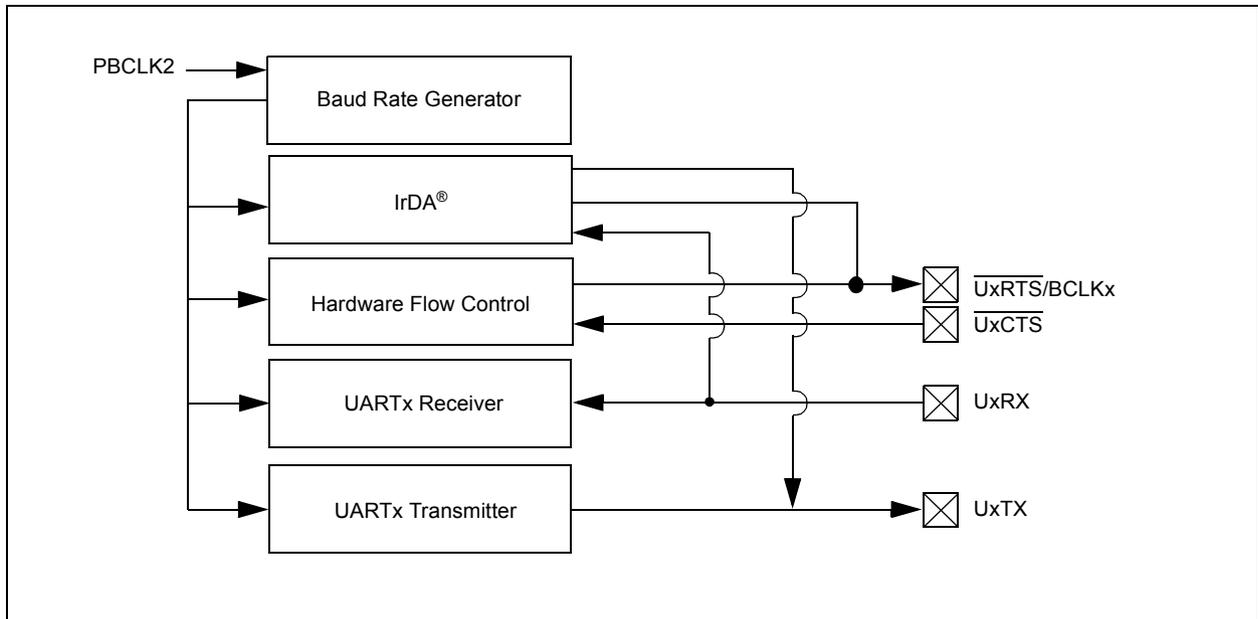 PBCLK2
Baud Rate Generator
IrDA®
Hardware Flow Control
UxRTS/BCLKx
UxCTS
UARTx Receiver
UxRX
UARTx Transmitter
UxTX